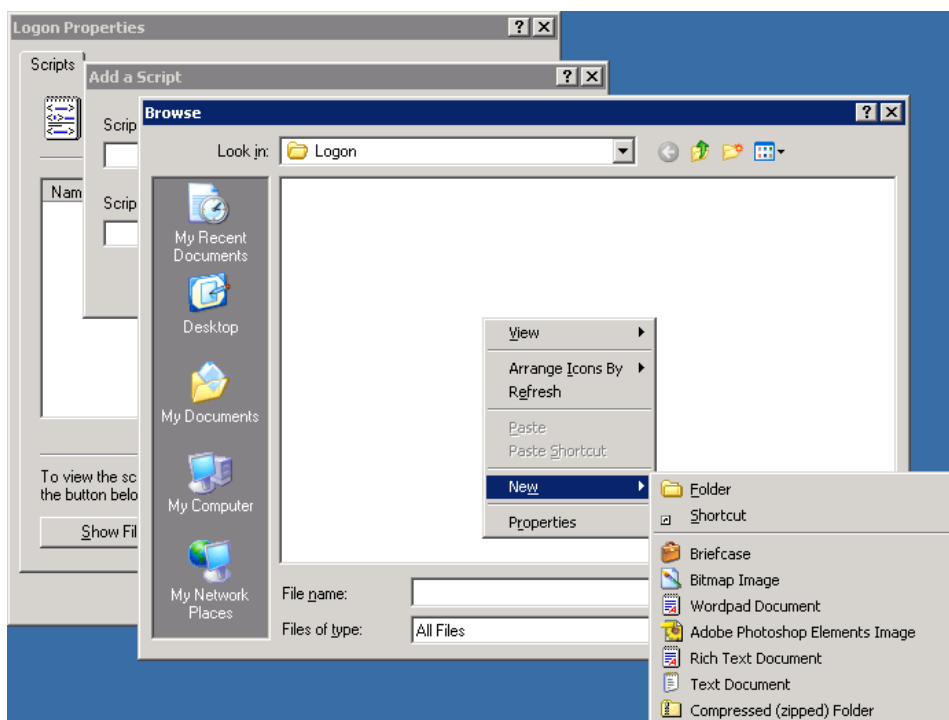 Logon Properties
Scripts
Add a Script
Scrip
Nam
Scrip
To view the sc
the button belo
Show Fil
Browse
Look in:
Logon
My Recent
Documents
Desktop
My Documents
My Computer
My Network
Places
File name:
Files of type:
All Files
View
Arrange Icons By
Refresh
Paste
Paste Shortcut
New
Properties
Folder
Shortcut
Briefcase
Bitmap Image
Wordpad Document
Adobe Photoshop Elements Image
Rich Text Document
Text Document
Compressed (zipped) Folder